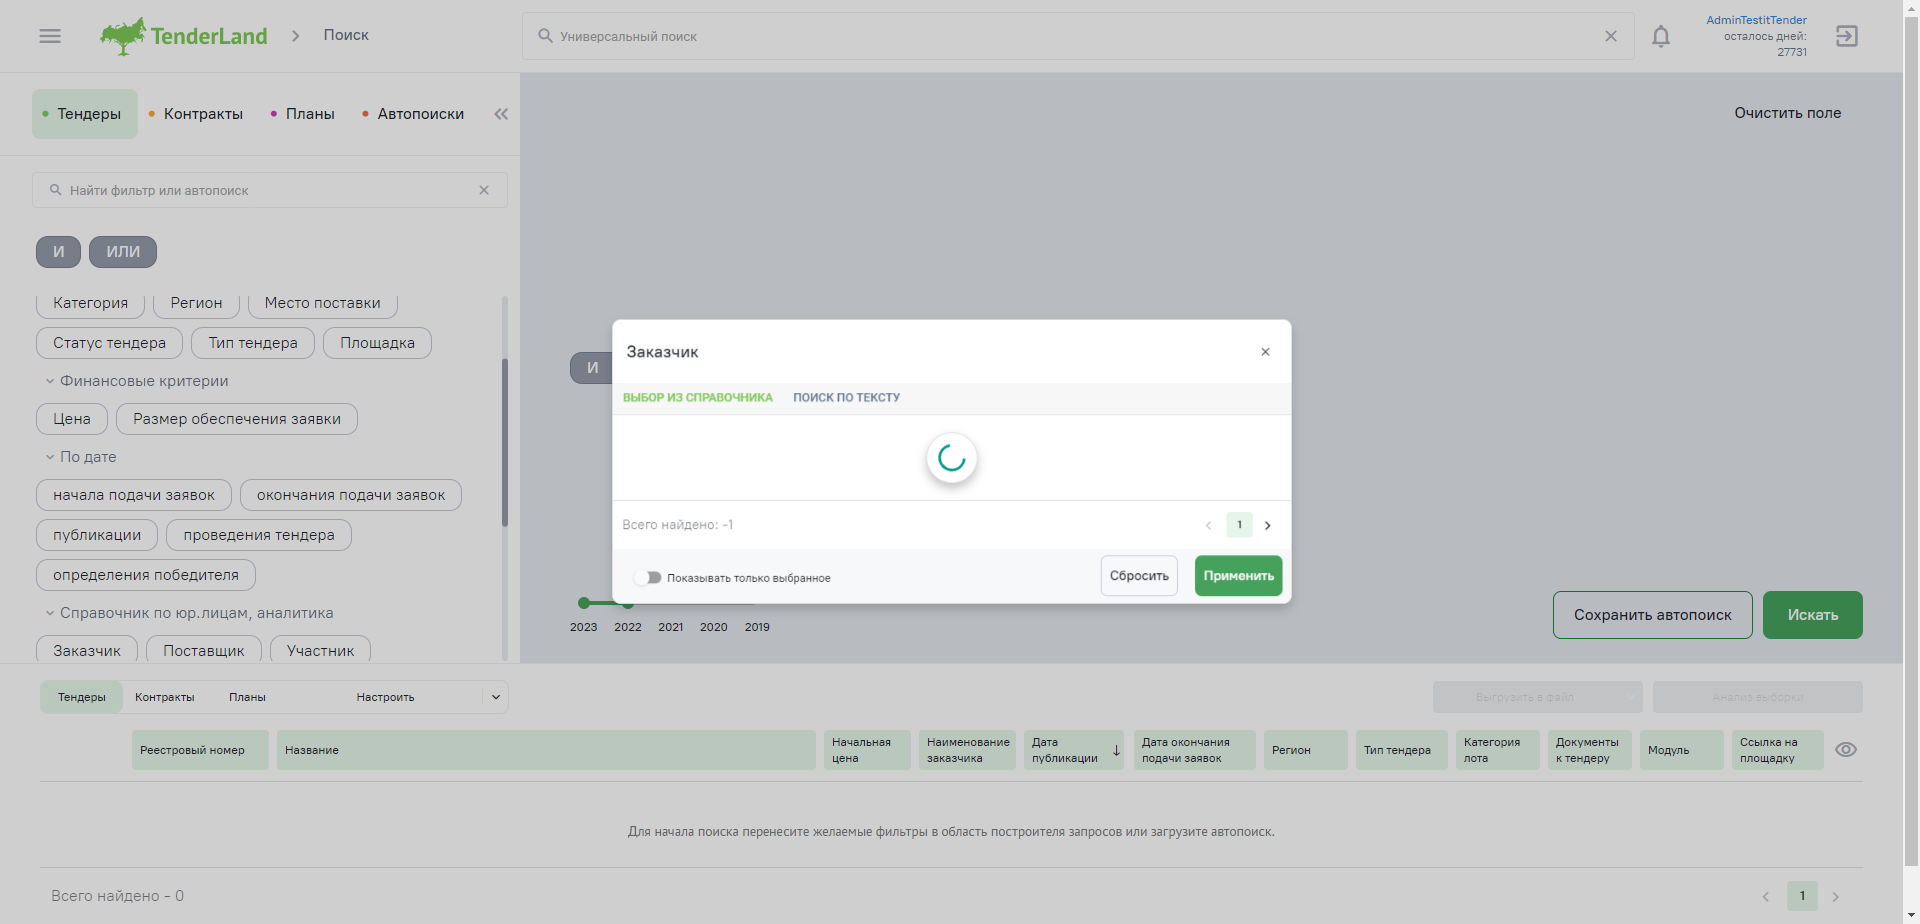 TenderLand
Поиск
Универсальный поиск
AdminTestitTender
осталось дней:
27731
Тендеры
Контракты
Планы
Автопоиски
Очистить поле
Найти фильтр или автопоиск
И
ИЛИ
Категория
Регион
Место поставки
Статус тендера
Тип тендера
Площадка
Финансовые критерии
Цена
Размер обеспечения заявки
По дате
начала подачи заявок
окончания подачи заявок
публикации
проведения тендера
определения победителя
Справочник по юр.лицам, аналитика
Заказчик
Поставщик
Участник
И
Заказчик
ВЫБОР ИЗ СПРАВОЧНИКА
ПОИСК ПО ТЕКСТУ
Всего найдено: -1
1
Показывать только выбранное
Сбросить
Применить
2023
2022
2021
2020
2019
Сохранить автопоиск
Искать
Тендеры
Контракты
Планы
Настроить
Выгрузить в файл
Анализ выборки
Реестровый номер
Название
Начальная
цена
Наименование
заказчика
Дата
публикации
Дата окончания
подачи заявок
Регион
Тип тендера
Категория
лота
Документы
к тендеру
Модуль
Ссылка на
площадку
Для начала поиска перенесите желаемые фильтры в область построителя запросов или загрузите автопоиск.
Всего найдено - 0
1